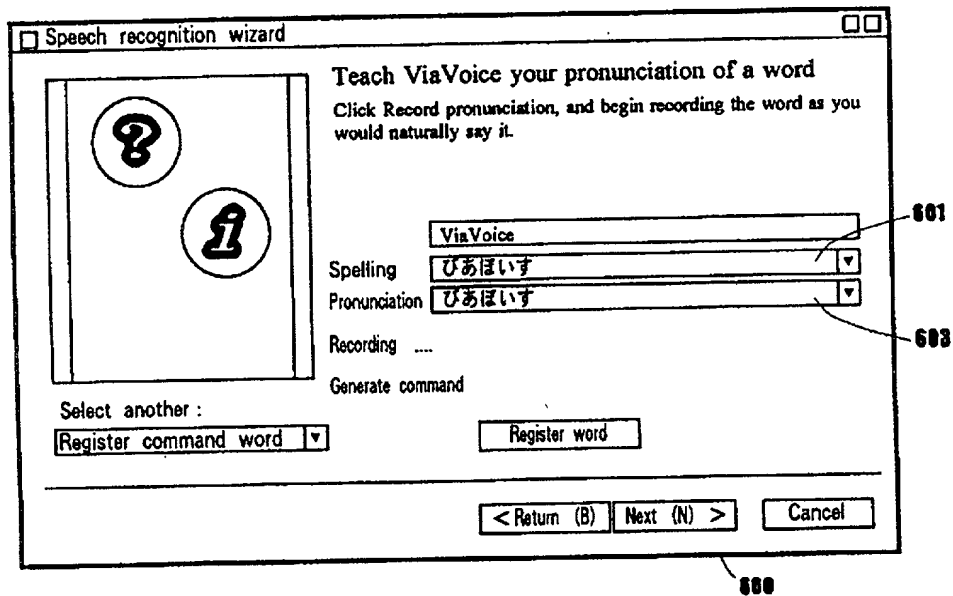 Speech recognition wizard
Teach ViaVoice your pronunciation of a word
Click Record pronunciation, and begin recording the word as you
would naturally say it.
ViaVoice
601
Spelling びあぼいす
Pronunciation びあぼいす
603
Recording ....
Generate command
Select another :
Register command word
Register word
< Return (B) Next (N) > Cancel